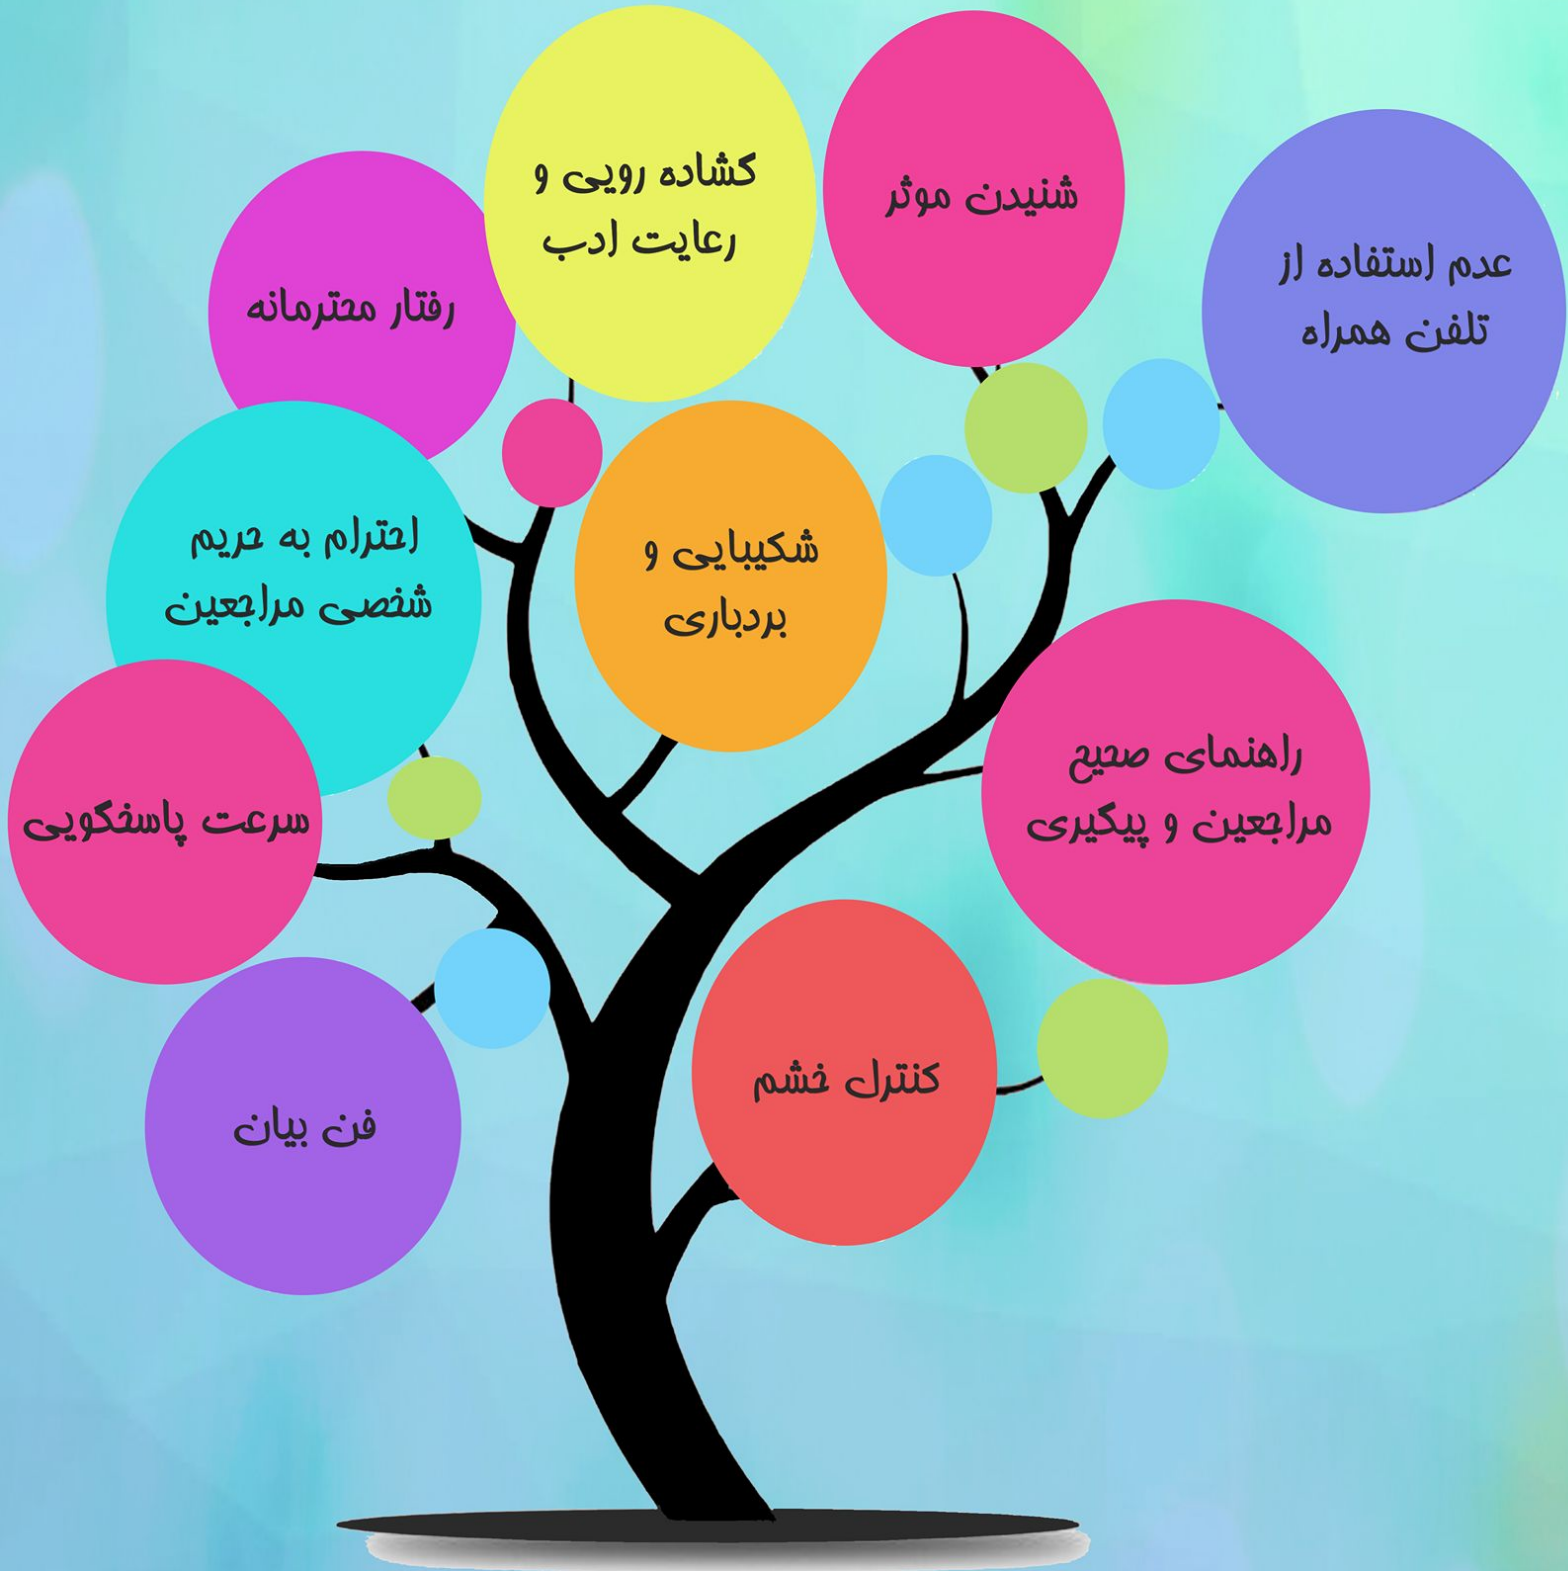 کشاده رویی و
رعایت ادب
شنیدن موثر
عدم استفاده از
تلفن همراه
رفتار محترمانه
احترام به حریم
شخصی مراجعین
شکیبایی و
بردباری
راهنمای صحیح
مراجعین و پیگیری
سرعت پاسخگویی
کنترل خشم
فن بیان